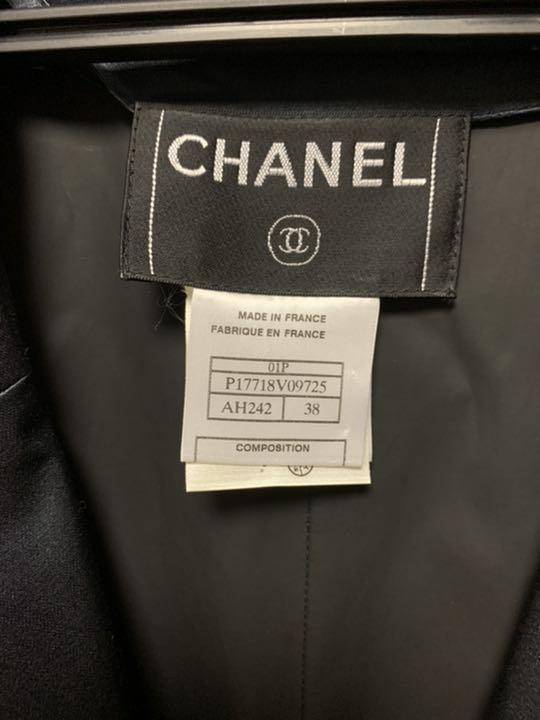 CHANEL
MADE IN FRANCE
FABRIQUE EN FRANCE
01P
P17718V09725
AH242 38
COMPOSITION